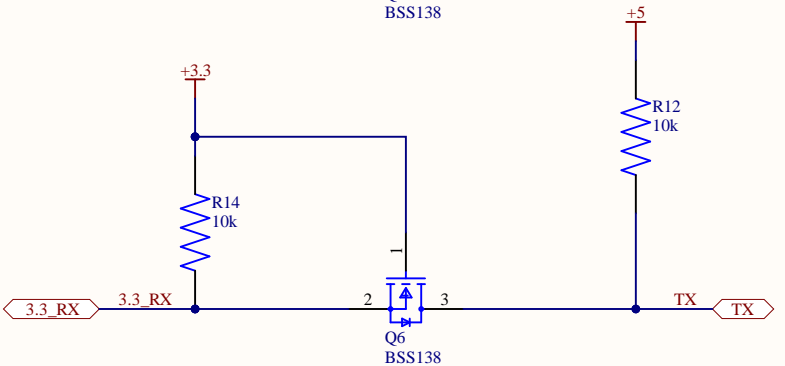 BSS138
+5
+3.3
R12
10k
R14
10k
1
3.3_RX
3.3_RX
2
3
TX
TX
Q6
BSS138